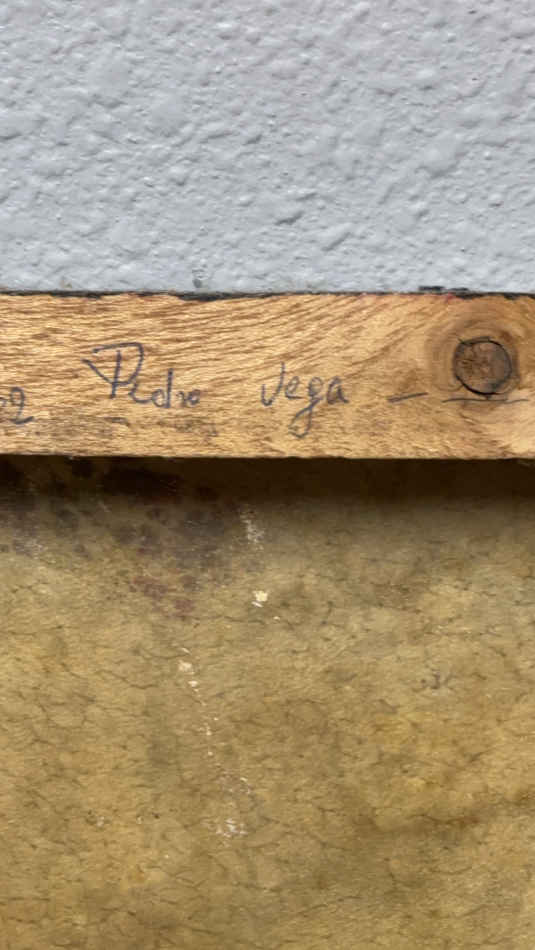 Pedro Vega —